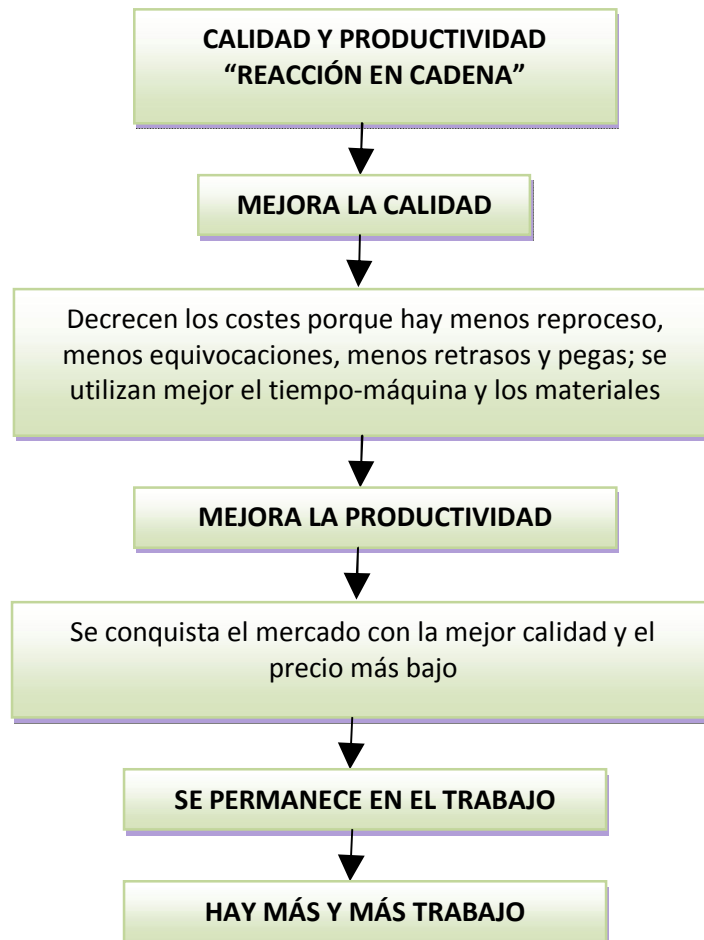 CALIDAD Y PRODUCTIVIDAD
“REACCIÓN EN CADENA”
MEJORA LA CALIDAD
Decrecen los costes porque hay menos reproceso,
menos equivocaciones, menos retrasos y pegas; se
utilizan mejor el tiempo-máquina y los materiales
MEJORA LA PRODUCTIVIDAD
Se conquista el mercado con la mejor calidad y el
precio más bajo
SE PERMANECE EN EL TRABAJO
HAY MÁS Y MÁS TRABAJO